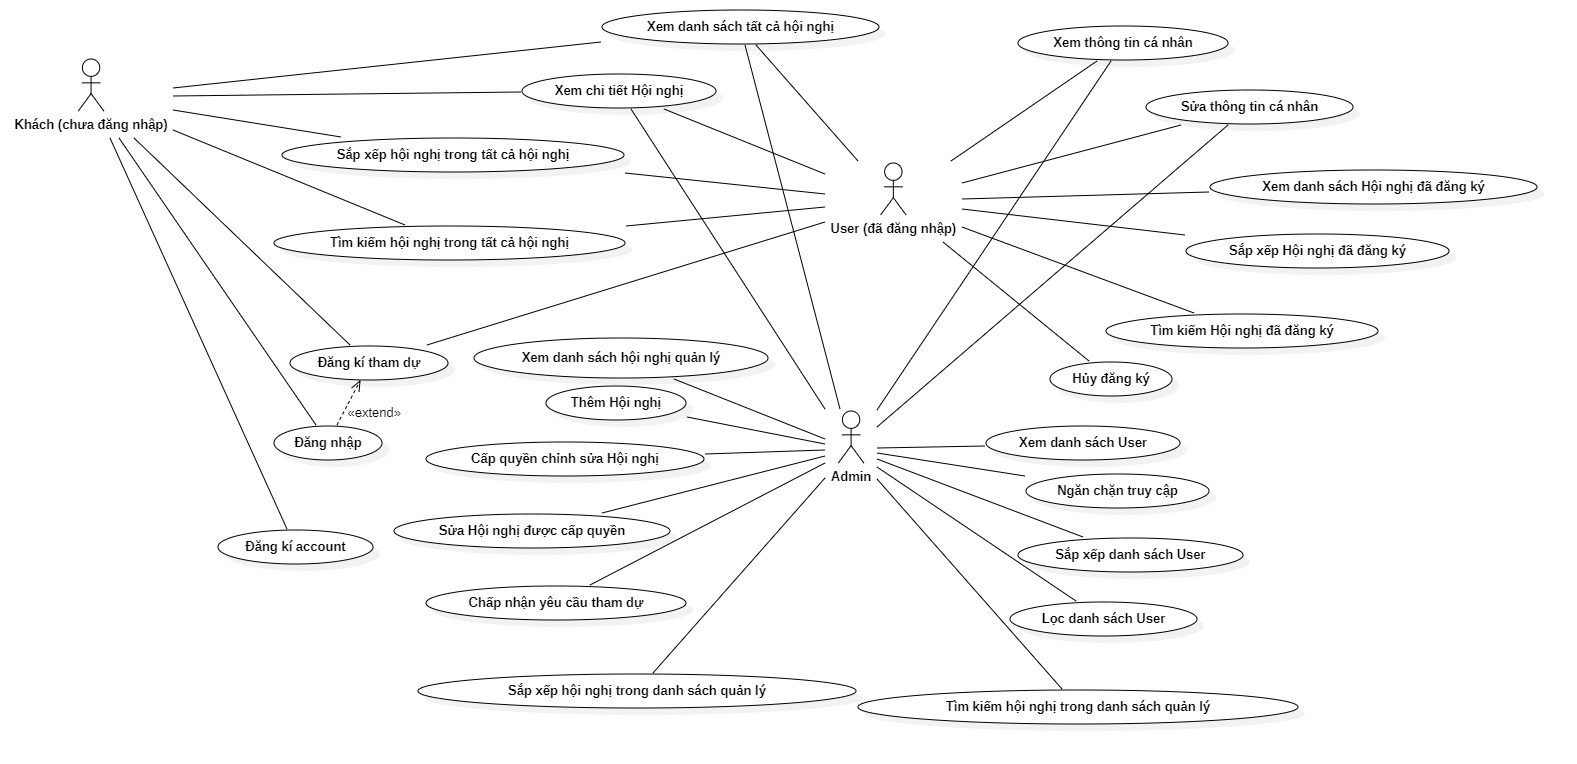 Xem danh sách tất cả hội nghị
Xem thông tin cá nhân
Xem chi tiết Hội nghị
Sửa thông tin cá nhân
Khách (chưa đăng nhập)
Sắp xếp hội nghị trong tất cả hội nghị
Xem danh sách Hội nghị đã đăng ký
User (đã đăng nhập)
Tìm kiếm hội nghị trong tất cả hội nghị
Sắp xếp Hội nghị đã đăng ký
Tìm kiếm Hội nghị đã đăng ký
Đăng kí tham dự
Xem danh sách hội nghị quản lý
Hủy đăng ký
Thêm Hội nghị
«extend»
Đăng nhập
Xem danh sách User
Cấp quyền chỉnh sửa Hội nghị
Admin
Ngăn chặn truy cập
Sửa Hội nghị được cấp quyền
Đăng kí account
Sắp xếp danh sách User
Chấp nhận yêu cầu tham dự
Lọc danh sách User
Sắp xếp hội nghị trong danh sách quản lý
Tìm kiếm hội nghị trong danh sách quản lý